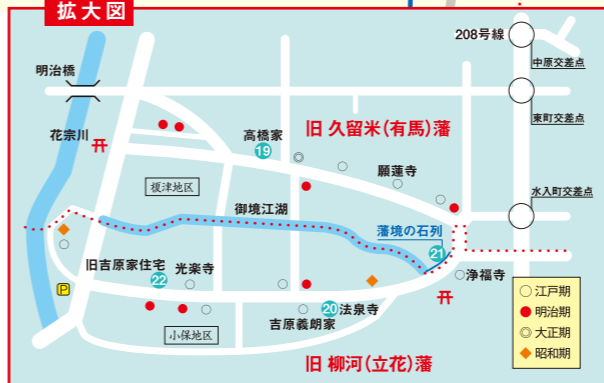 拡大図
208号線
明治橋
中原交差点
花宗川
高橋家
旧 久留米(有馬)藩
東町交差点
19
願蓮寺
榎津地区
御境江湖
水入町交差点
藩境の石列
21
旧吉原家住宅
光楽寺
22
浄福寺
P
20
法泉寺
吉原義朗家
小保地区
旧 柳河(立花)藩
江戸期
明治期
大正期
昭和期